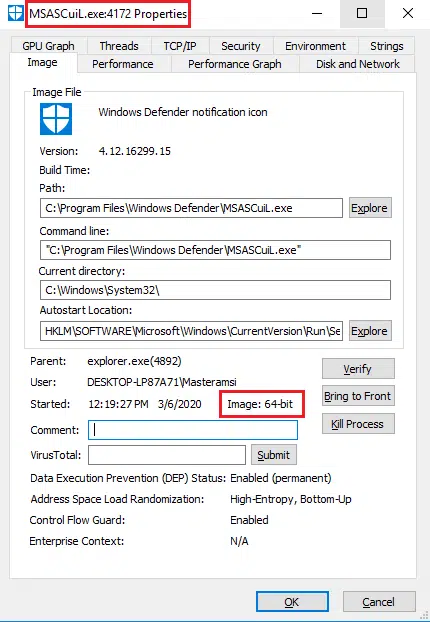 MSASCuiL.exe:4172 Properties
GPU Graph Threads TCP/IP Security Environment Strings
Image Performance Performance Graph Disk and Network
Image File
Windows Defender notification icon
Version: 4.12.16299.15
Build Time:
Path:
C:\Program Files\Windows Defender\MSASCuiL.exe Explore
Command line:
"C:\Program Files\Windows Defender\MSASCuiL.exe"
Current directory:
C:\Windows\System32\
Autostart Location:
HKLM\SOFTWARE\Microsoft\Windows\CurrentVersion\Run\Se Explore
Parent: explorer.exe(4892) Verify
User: DESKTOP-LP87A71\Masteramsi
Started: 12:19:27 PM 3/6/2020 Image: 64-bit Bring to Front
Comment: Kill Process
VirusTotal: Submit
Data Execution Prevention (DEP) Status: Enabled (permanent)
Address Space Load Randomization: High-Entropy, Bottom-Up
Control Flow Guard: Enabled
Enterprise Context: N/A
OK Cancel